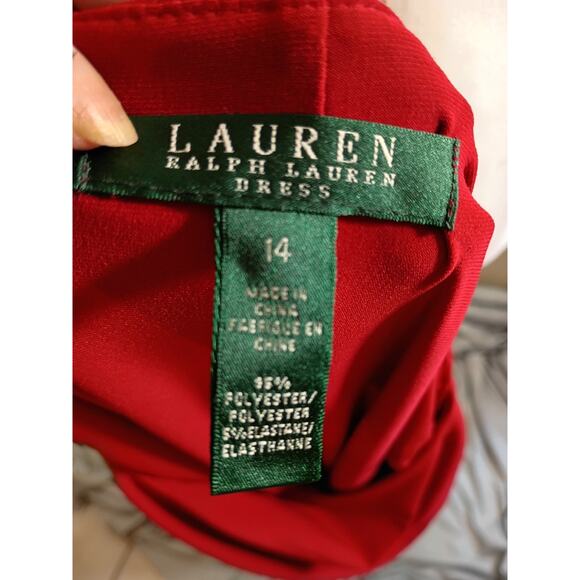 LAUREN
RALPH LAUREN
DRESS
14
MADE IN
CHINA
FABRIQUE EN
CHINE
95%
POLYESTER/
POLYESTER
5% ELASTANE/
ELASTHANNE